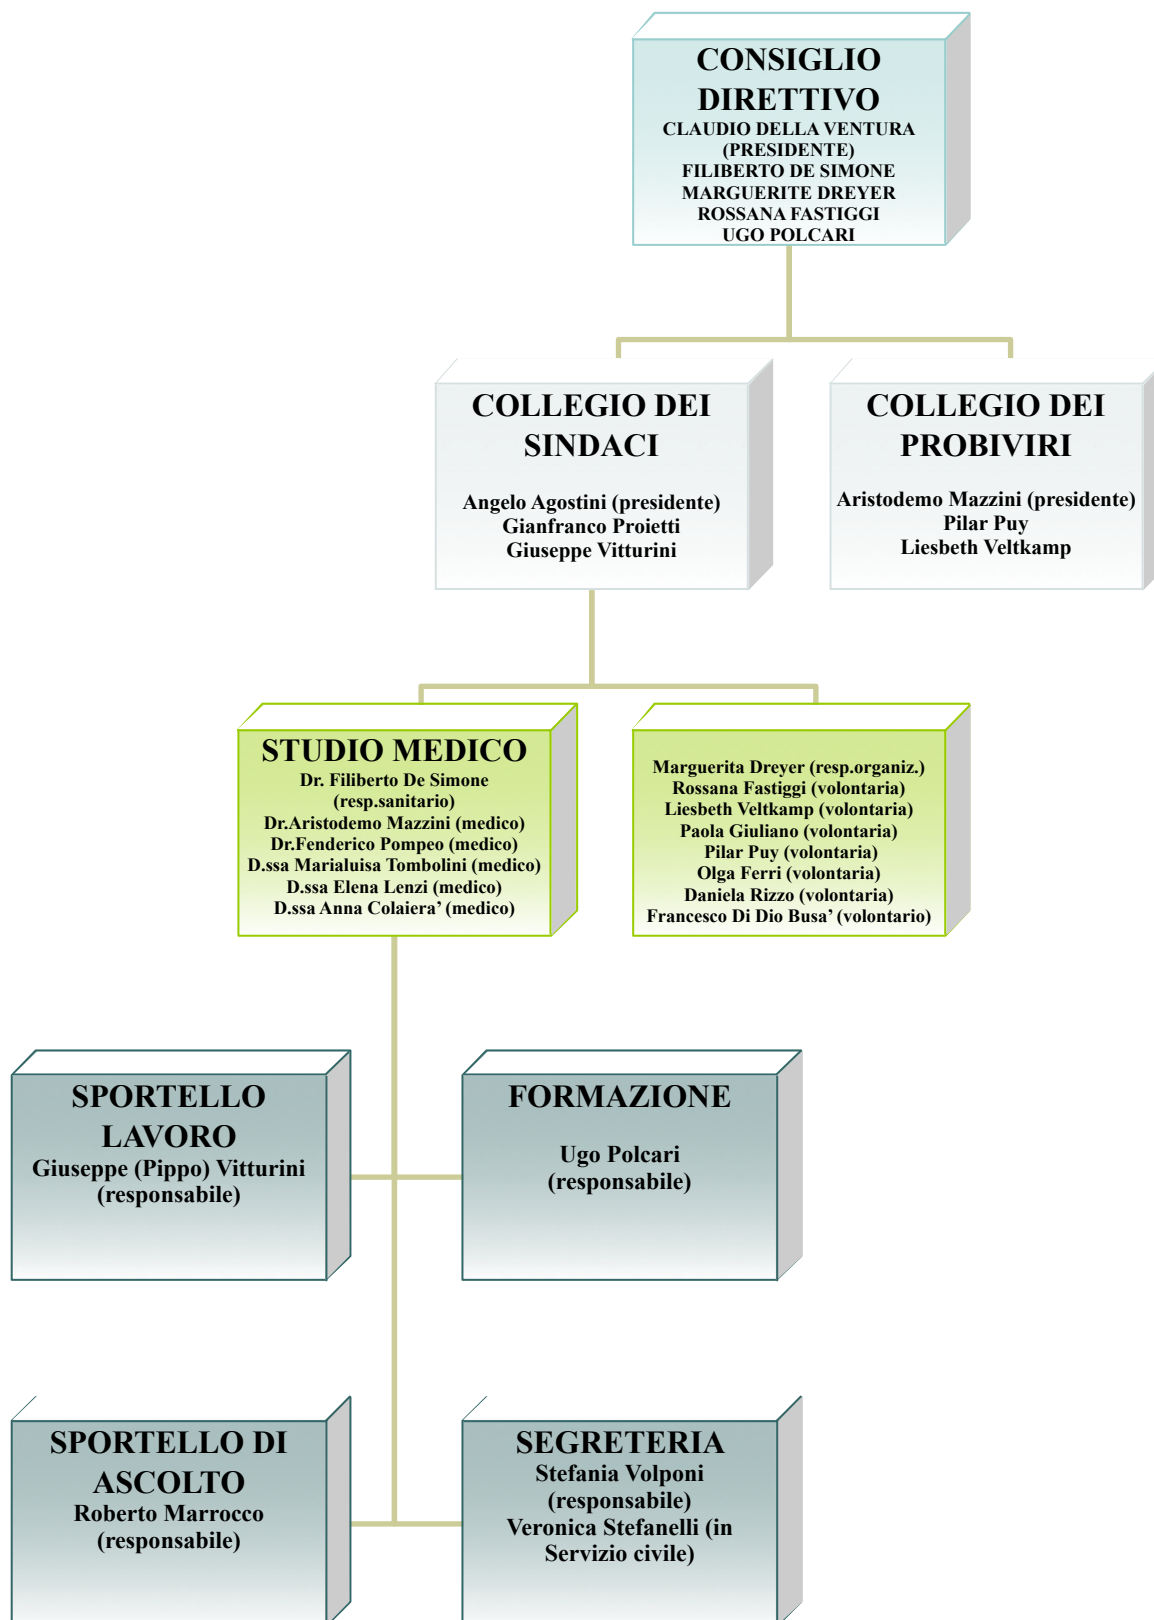 CONSIGLIO
DIRETTIVO
CLAUDIO DELLA VENTURA
(PRESIDENTE)
FILIBERTO DE SIMONE
MARGUERITE DREYER
ROSSANA FASTIGGI
UGO POLCARI
COLLEGIO DEI
SINDACI
Angelo Agostini (presidente)
Gianfranco Proietti
Giuseppe Vitturini
COLLEGIO DEI
PROBIVIRI
Aristodemo Mazzini (presidente)
Pilar Puy
Liesbeth Veltkamp
STUDIO MEDICO
Dr. Filiberto De Simone
(resp.sanitario)
Dr.Aristodemo Mazzini (medico)
Dr.Fenderico Pompeo (medico)
D.ssa Marialuisa Tombolini (medico)
D.ssa Elena Lenzi (medico)
D.ssa Anna Colaiera’ (medico)
Marguerita Dreyer (resp.organiz.)
Rossana Fastiggi (volontaria)
Liesbeth Veltkamp (volontaria)
Paola Giuliano (volontaria)
Pilar Puy (volontaria)
Olga Ferri (volontaria)
Daniela Rizzo (volontaria)
Francesco Di Dio Busa’ (volontario)
SPORTELLO
LAVORO
Giuseppe (Pippo) Vitturini
(responsabile)
FORMAZIONE
Ugo Polcari
(responsabile)
SPORTELLO DI
ASCOLTO
Roberto Marrocco
(responsabile)
SEGRETERIA
Stefania Volponi
(responsabile)
Veronica Stefanelli (in
Servizio civile)